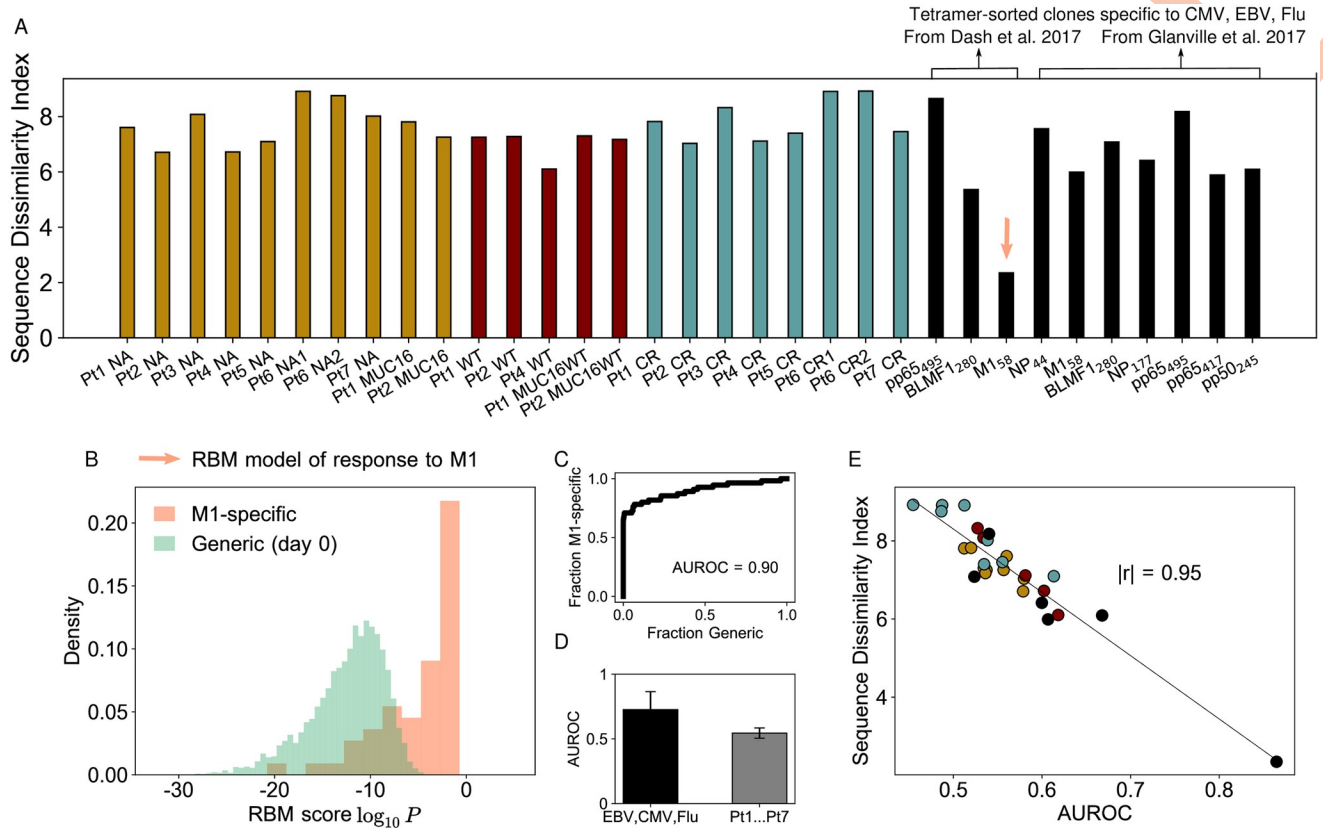 A
Tetramer-sorted clones specific to CMV, EBV, Flu
From Dash et al. 2017 From Glanville et al. 2017
Sequence Dissimilarity Index
8
6
4
2
0
Pt1 NA
Pt2 NA
Pt3 NA
Pt4 NA
Pt5 NA
Pt6 NA1
Pt6 NA2
Pt7 NA
Pt1 MUC16
Pt2 MUC16
Pt1 WT
Pt2 WT
Pt4 WT
Pt1 MUC16WT
Pt2 MUC16WT
Pt1 CR
Pt2 CR
Pt3 CR
Pt4 CR
Pt5 CR
Pt6 CR1
Pt6 CR2
Pt7 CR
pp65₄₉₅
BLMF1₂₈₀
M1₅₈
NP₄₄
M1₅₈
BLMF1₂₈₀
NP₁₇₇
pp65₄₉₅
pp65₄₁₇
pp50₂₄₅
B
RBM model of response to M1
M1-specific
Generic (day 0)
Density
0.20
0.15
0.10
0.05
0.00
-30 -20 -10 0
RBM score log₁₀ P
C
Fraction M1-specific
1.0
0.5
0.0
AUROC = 0.90
0.0 0.5 1.0
Fraction Generic
D
AUROC
1
0.5
0
EBV,CMV,Flu Pt1...Pt7
E
Sequence Dissimilarity Index
8
6
4
|r| = 0.95
0.5 0.6 0.7 0.8
AUROC